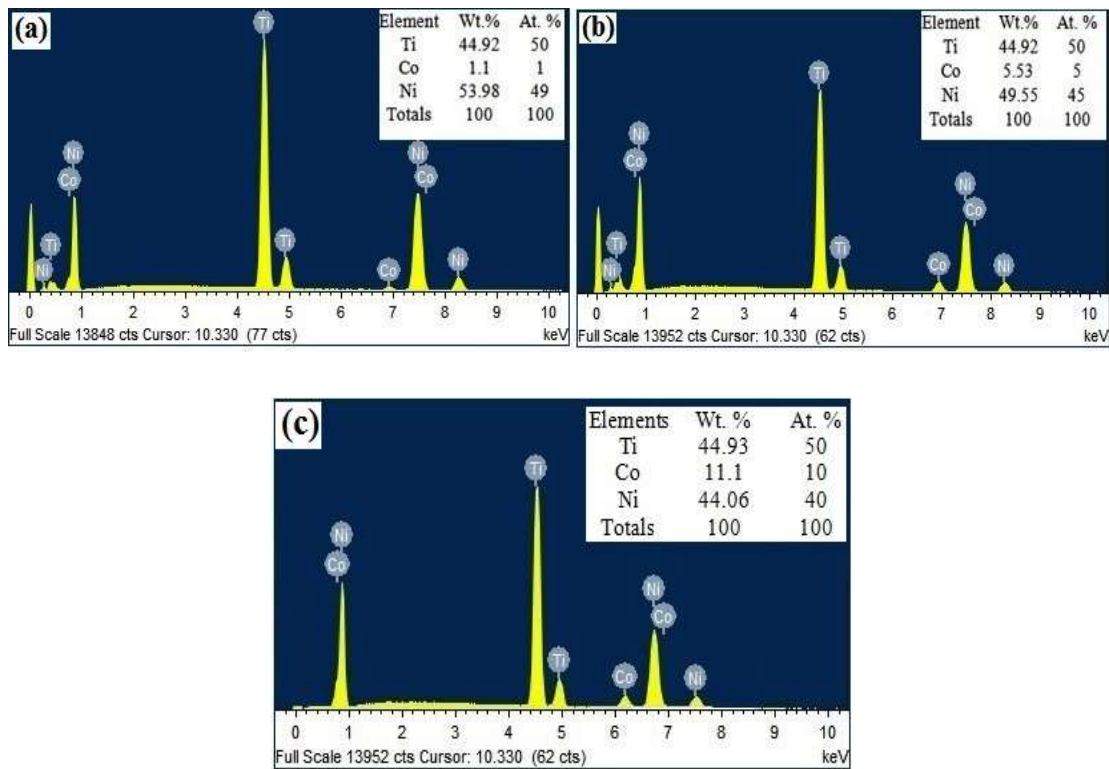 (a)
Element Wt.% At. %
Ti 44.92 50
Co 1.1 1
Ni 53.98 49
Totals 100 100
Ti
Ni
Co
Ti
Ni
Ni
Co
Ti
Co
Ni
0 1 2 3 4 5 6 7 8 9 10
Full Scale 13848 cts Cursor: 10.330 (77 cts) keV
(b)
Element Wt.% At. %
Ti 44.92 50
Co 5.53 5
Ni 49.55 45
Totals 100 100
Ti
Ni
Co
Ti
Ni
Ni
Co
Ti
Co
Ni
0 1 2 3 4 5 6 7 8 9 10
Full Scale 13952 cts Cursor: 10.330 (62 cts) keV
(c)
Elements Wt. % At. %
Ti 44.93 50
Co 11.1 10
Ni 44.06 40
Totals 100 100
Ti
Ni
Co
Ni
Co
Ti
Co
Ni
0 1 2 3 4 5 6 7 8 9 10
Full Scale 13952 cts Cursor: 10.330 (62 cts) keV